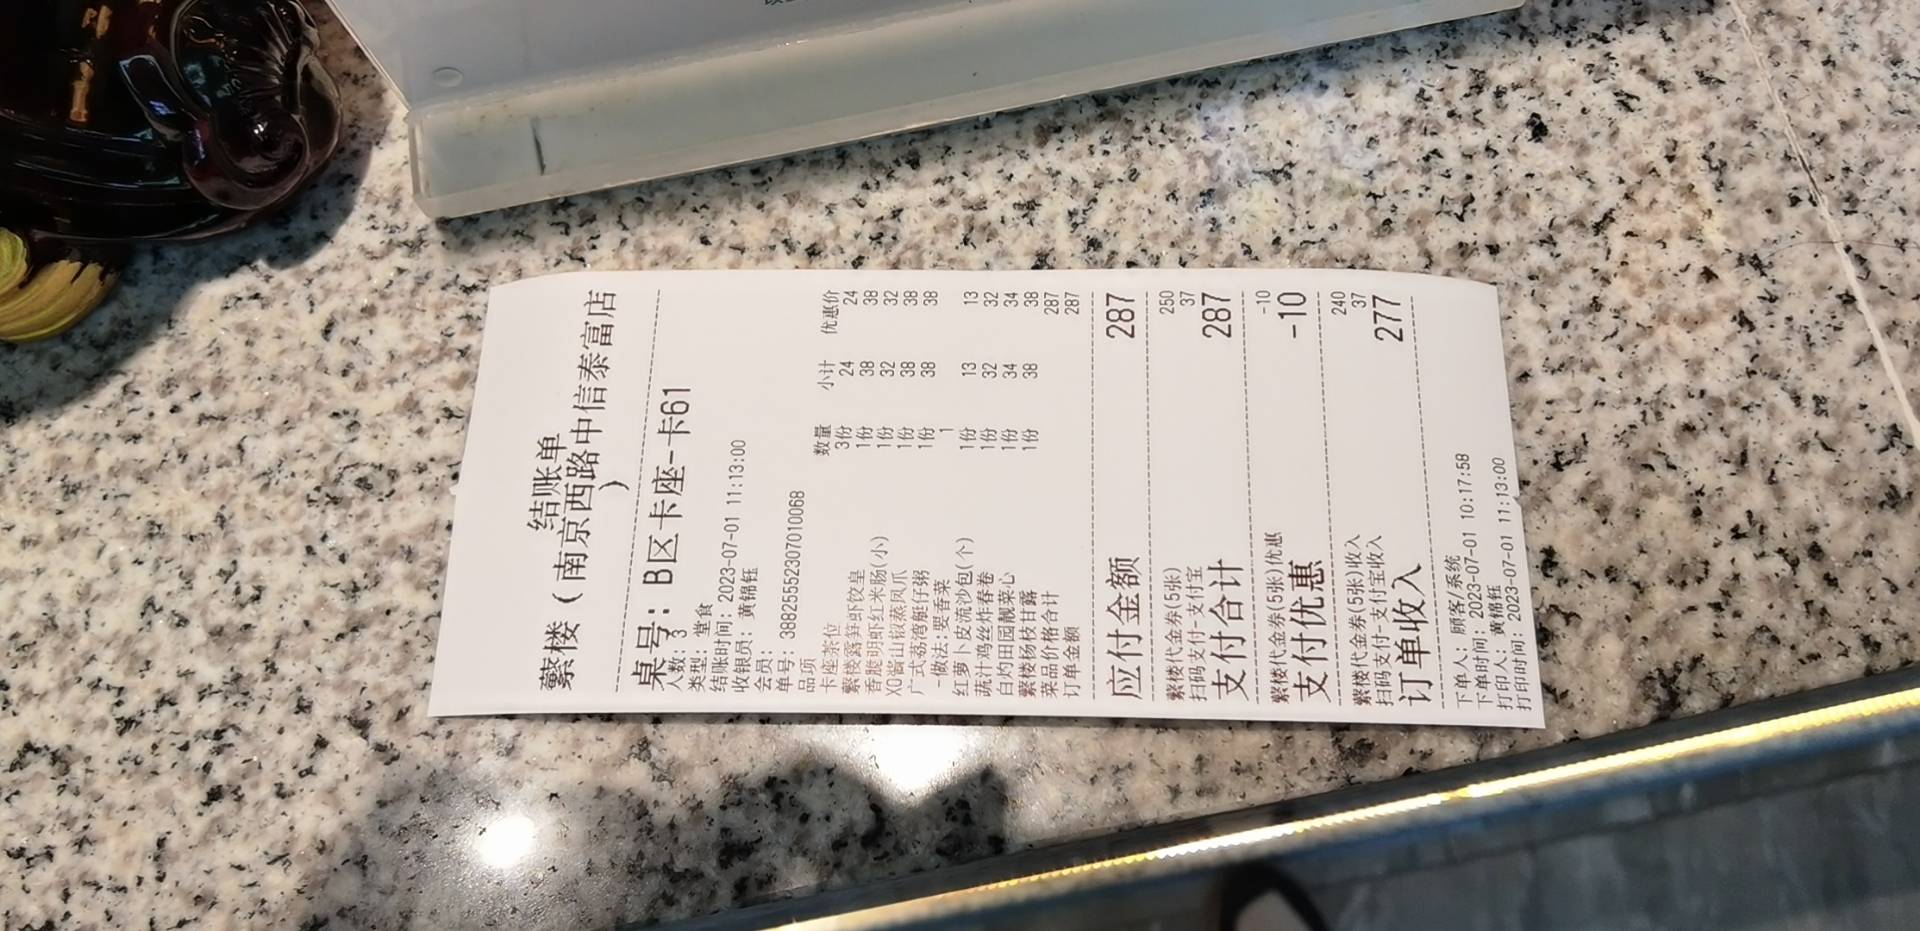 结账单
蘩楼(南京西路中信泰富店
)
桌号:B区卡座-卡61
人数:3
类型:堂食
结账时间:2023-07-01 11:13:00
收银员:黄锦钰
会员:
单号:38825552307010068
品项 数量 小计 优惠价
卡座茶位 3份 24 24
蘩楼露笋虾饺皇 1份 38 38
香脆明虾红米肠(小) 1份 32 32
XO酱山椒蒸凤爪 1份 38 38
广式荔湾艇仔粥 1份 38 38
-做法:要香菜 1
红萝卜皮流沙包(个) 1份 13 13
蔬汁鸡丝炸春卷 1份 32 32
白灼田园靓菜心 1份 34 34
蘩楼杨枝甘露 1份 38 38
菜品价格合计 287
订单金额 287
应付金额 287
蘩楼代金券(5张) 250
扫码支付-支付宝 37
支付合计 287
蘩楼代金券(5张)优惠 -10
支付优惠 -10
蘩楼代金券(5张)收入 240
扫码支付-支付宝收入 37
订单收入 277
下单人:顾客/系统
下单时间:2023-07-01 10:17:58
打印人:黄锦钰
打印时间:2023-07-01 11:13:00